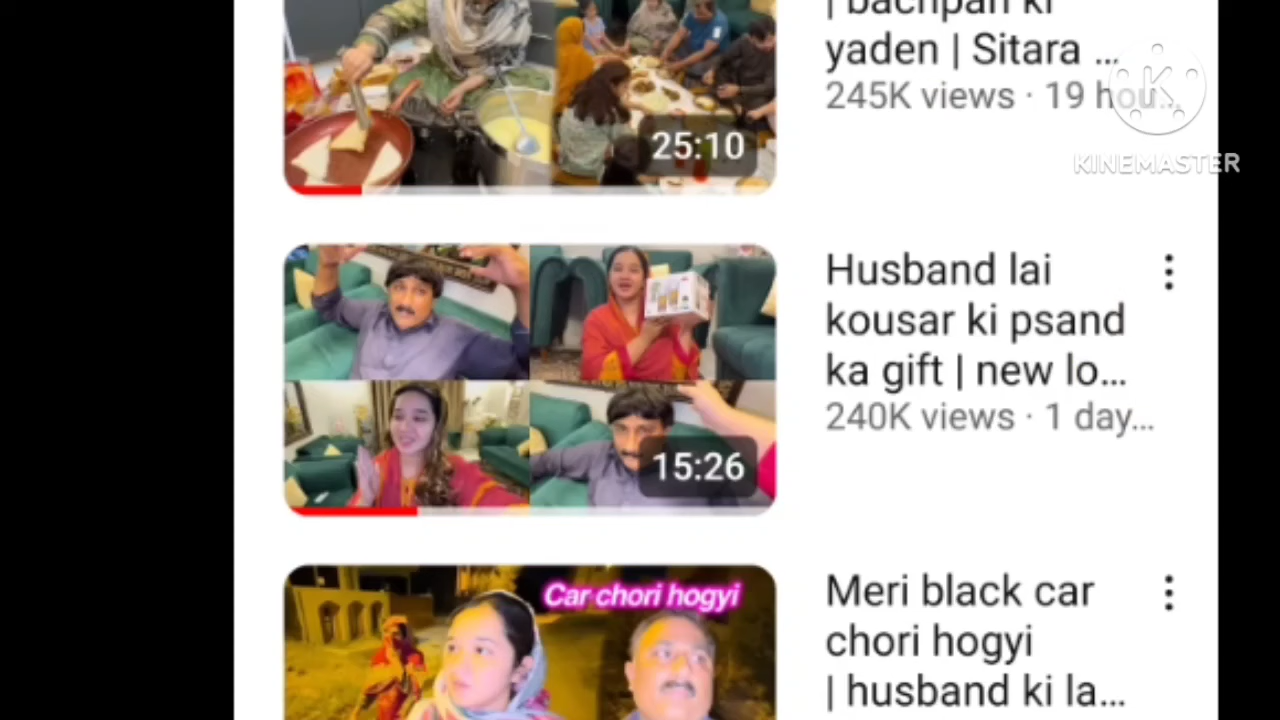 | bachpan ki
yaden | Sitara ...
245K views · 19 hou...
25:10
KINEMASTER
Husband lai
kousar ki psand
ka gift | new lo...
240K views · 1 day...
15:26
Car chori hogyi
Meri black car
chori hogyi
| husband ki la...